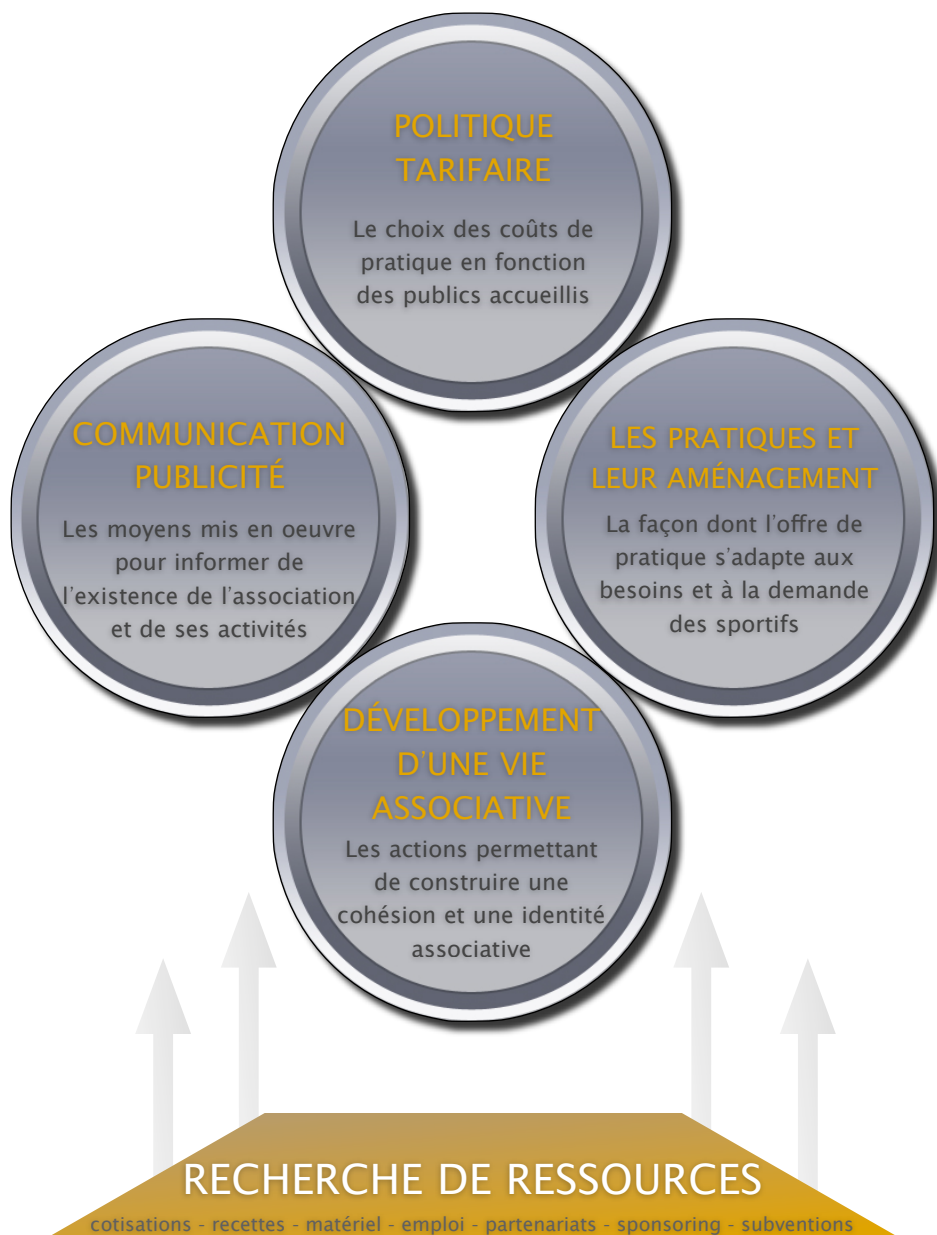 POLITIQUE
TARIFAIRE
Le choix des coûts de
pratique en fonction
des publics accueillis
COMMUNICATION
PUBLICITÉ
Les moyens mis en oeuvre
pour informer de
l'existence de l'association
et de ses activités
LES PRATIQUES ET
LEUR AMÉNAGEMENT
La façon dont l'offre de
pratique s'adapte aux
besoins et à la demande
des sportifs
DÉVELOPPEMENT
D'UNE VIE
ASSOCIATIVE
Les actions permettant
de construire une
cohésion et une identité
associative
RECHERCHE DE RESSOURCES
cotisations - recettes - matériel - emploi - partenariats - sponsoring - subventions